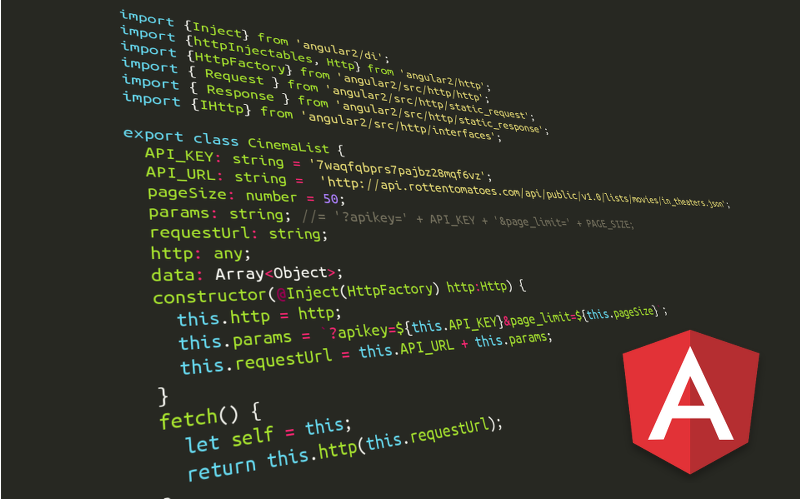 import {Inject} from 'angular2/di';
import {httpInjectables, Http} from 'angular2/http';
import {HttpFactory} from 'angular2/src/http/http';
import { Request } from 'angular2/src/http/static_request';
import { Response } from 'angular2/src/http/static_response';
import {IHttp} from 'angular2/src/http/interfaces';
export class CinemaList {
API_KEY: string = '7waqfqbprs7pajbz28mqf6vz';
API_URL: string = 'http://api.rottentomatoes.com/api/public/v1.0/lists/movies/in_theaters.json';
pageSize: number = 50;
params: string; //= '?apikey=' + API_KEY + '&page_limit=' + PAGE_SIZE;
requestUrl: string;
http: any;
data: Array<Object>;
constructor(@Inject(HttpFactory) http:Http) {
this.http = http;
this.params = `?apikey=${this.API_KEY}&page_limit=${this.pageSize}`;
this.requestUrl = this.API_URL + this.params;
}
fetch() {
let self = this;
return this.http(this.requestUrl);
A